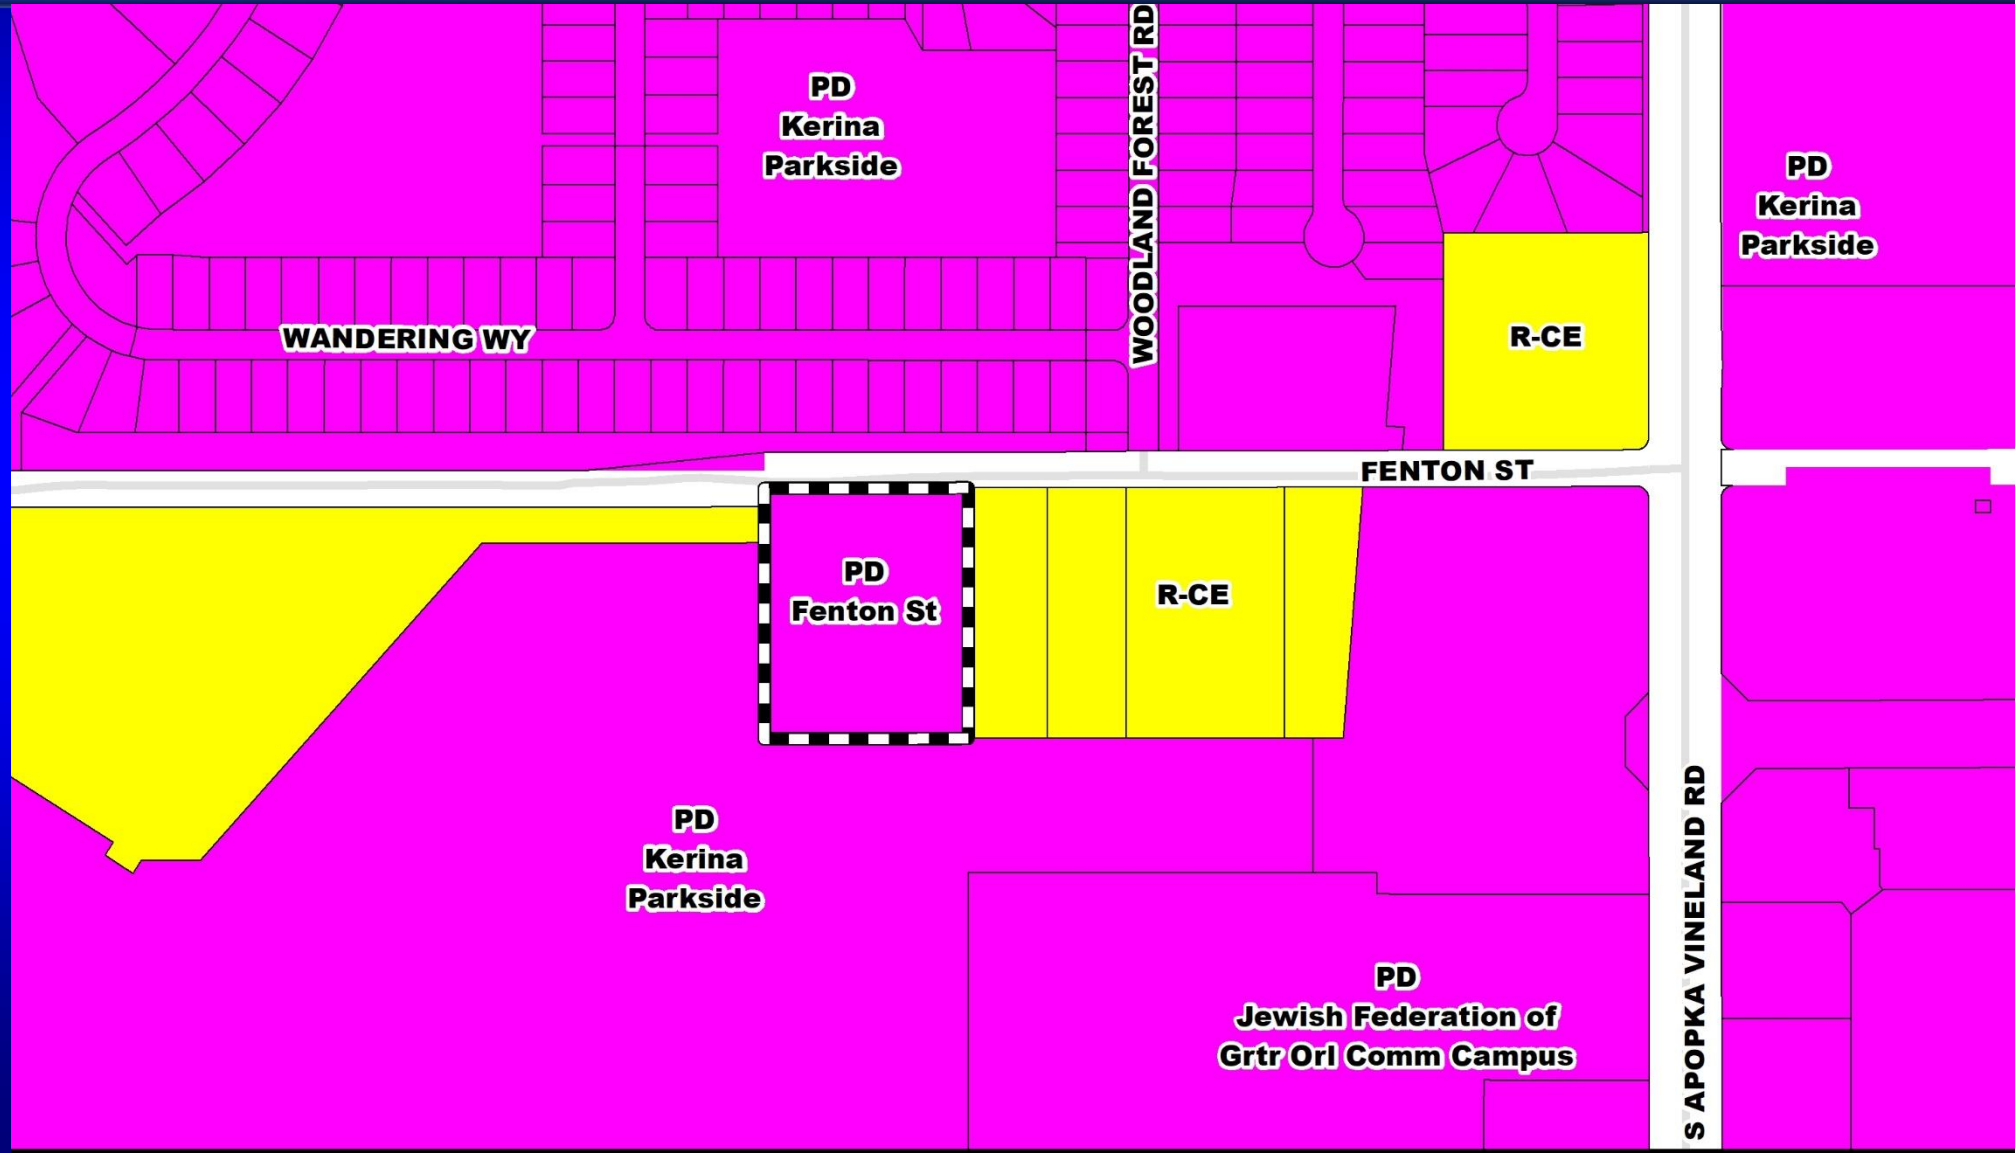 PD
Kerina
Parkside
WOODLAND FOREST RD
PD
Kerina
Parkside
WANDERING WY
R-CE
FENTON ST
PD
Fenton St
R-CE
PD
Kerina
Parkside
S APOPKA VINELAND RD
PD
Jewish Federation of
Grtr Orl Comm Campus